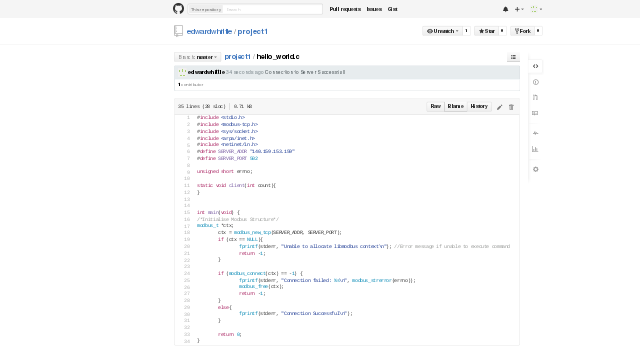 This repository Search Pull requests Issues Gist
edwardwhiffle / project1 Unwatch 1 Star 0 Fork 0
Branch: master project1 / hello_world.c
edwardwhiffle 34 seconds ago Connection to Server Successful!
1 contributor
35 lines (28 sloc) 0.71 KB Raw Blame History
1 #include <stdio.h>
2 #include <modbus-tcp.h>
3 #include <sys/socket.h>
4 #include <arpa/inet.h>
5 #include <netinet/in.h>
6 #define SERVER_ADDR "140.159.153.159"
7 #define SERVER_PORT 502
8
9 unsigned short errno;
10
11 static void client(int count){
12 }
13
14
15 int main(void) {
16 /*Initialise Modbus Structure*/
17 modbus_t *ctx;
18 ctx = modbus_new_tcp(SERVER_ADDR, SERVER_PORT);
19 if (ctx == NULL){
20 fprintf(stderr, "Unable to allocate libmodbus context\n"); //Error message if unable to execute command
21 return -1;
22 }
23
24 if (modbus_connect(ctx) == -1) {
25 fprintf(stderr, "Connection failed: %s\n", modbus_strerror(errno));
26 modbus_free(ctx);
27 return -1;
28 }
29 else{
30 fprintf(stderr, "Connection Successful\n");
31 }
32
33 return 0;
34 }